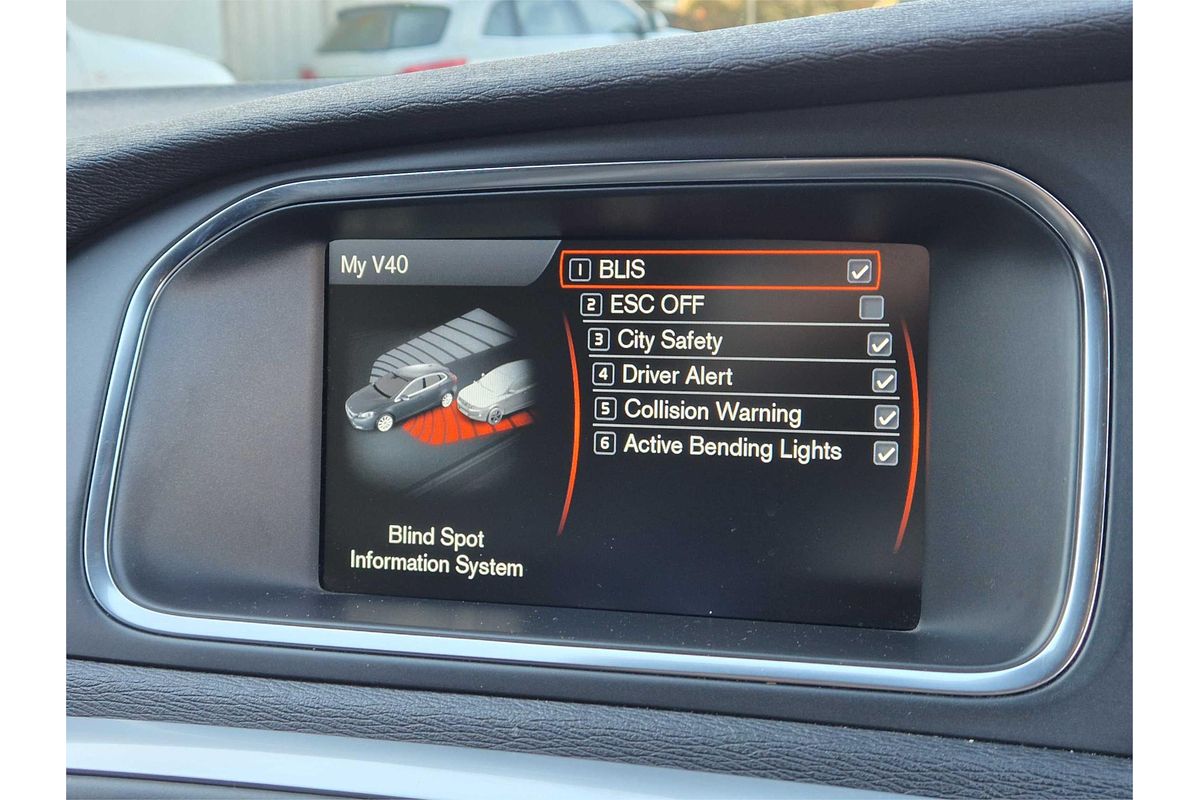 My V40
1 BLIS
2 ESC OFF
3 City Safety
4 Driver Alert
5 Collision Warning
6 Active Bending Lights
Blind Spot
Information System